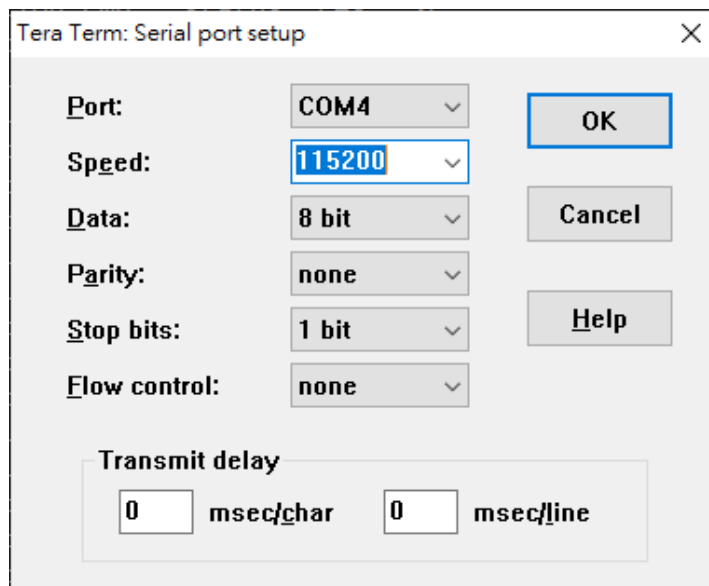 Tera Term: Serial port setup
Port: COM4
OK
Speed: 115200
Data: 8 bit
Cancel
Parity: none
Stop bits: 1 bit
Help
Flow control: none
Transmit delay
0 msec/char 0 msec/line